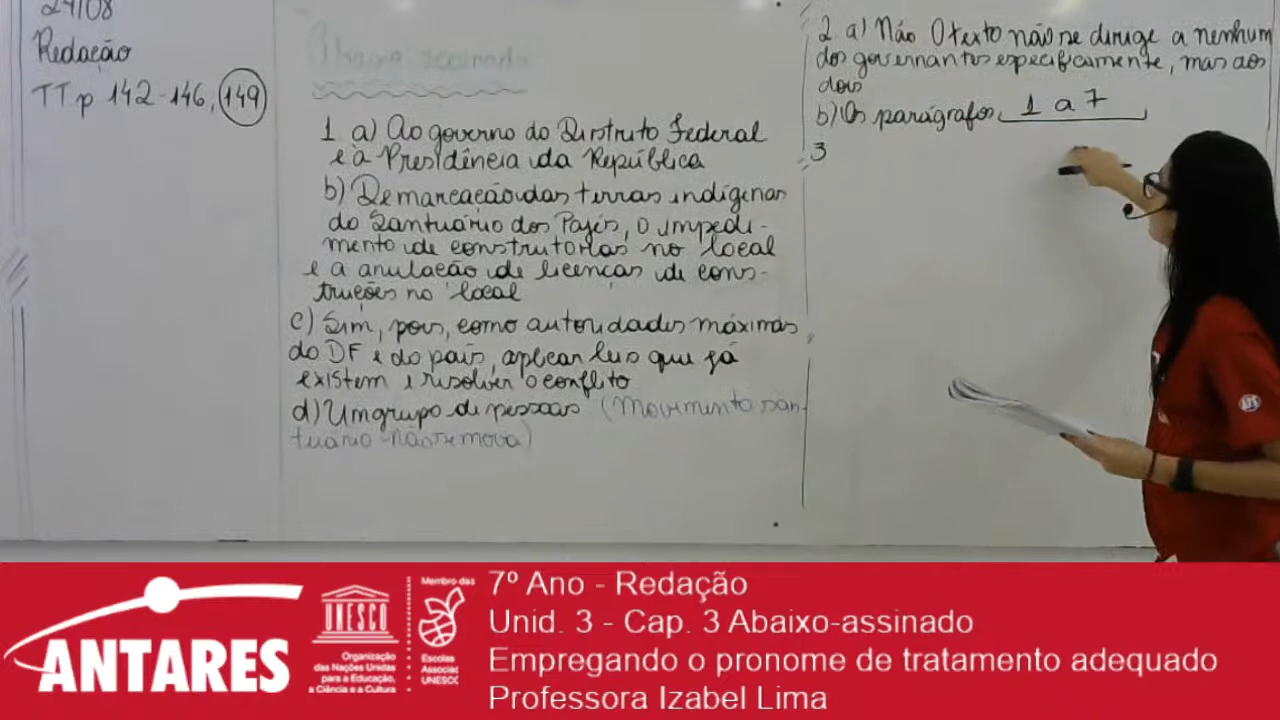 24/08
Redação
TT p 142-146, 149
Abaixo-assinado
1 a) Ao governo do Distrito Federal
e à Presidência da República
b) Demarcação das terras indígenas
do Santuário dos Pajés, o impedi-
mento de construtoras no local
e a anulação de licenças de cons-
truções no local
c) Sim, pois, como autoridades máximas
do DF e do país, aplicar leis que já
existem e resolver o conflito
d) Um grupo de pessoas (Movimento san-
tuário não se mova)
2 a) Não O texto não se dirige a nenhum
dos governantes especificamente, mas aos
dois
b) Os parágrafos 1 a 7
3
ANTARES
UNESCO
Organização
das Nações Unidas
para a Educação,
a Ciência e a Cultura
Membro das
Escolas
Associadas
UNESCO
7º Ano - Redação
Unid. 3 - Cap. 3 Abaixo-assinado
Empregando o pronome de tratamento adequado
Professora Izabel Lima